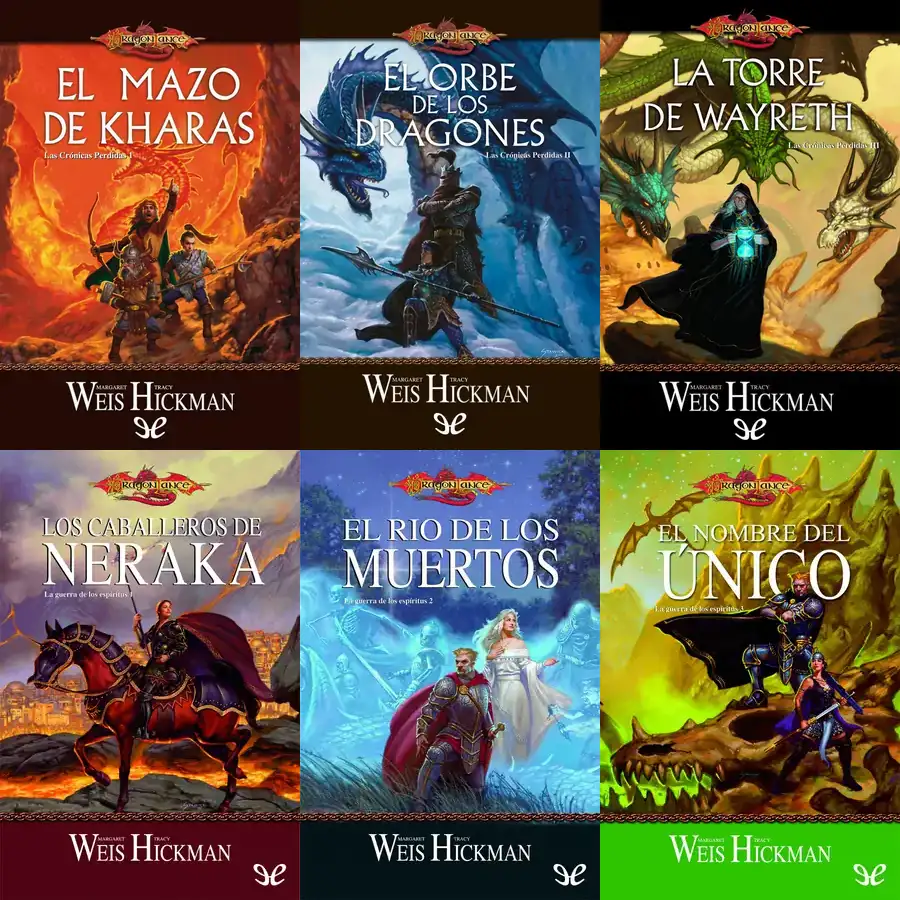 DRAGONLANCE
EL MAZO
DE KHARAS
Las Crónicas Perdidas I
MARGARET TRACY
WEIS HICKMAN
DRAGONLANCE
EL ORBE
DE LOS
DRAGONES
Las Crónicas Perdidas II
MARGARET TRACY
WEIS HICKMAN
DRAGONLANCE
LA TORRE
DE WAYRETH
Las Crónicas Perdidas III
MARGARET TRACY
WEIS HICKMAN
DRAGONLANCE
LOS CABALLEROS DE
NERAKA
La guerra de los espíritus 1
MARGARET TRACY
WEIS HICKMAN
DRAGONLANCE
EL RIO DE LOS
MUERTOS
La guerra de los espíritus 2
MARGARET TRACY
WEIS HICKMAN
DRAGONLANCE
EL NOMBRE DEL
ÚNICO
La guerra de los espíritus 3
MARGARET TRACY
WEIS HICKMAN